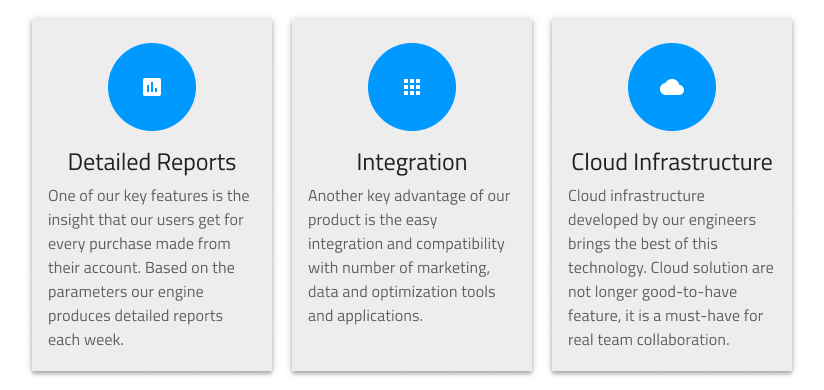 Detailed Reports
One of our key features is the
insight that our users get for
every purchase made from
their account. Based on the
parameters our engine
produces detailed reports
each week.
Integration
Another key advantage of our
product is the easy
integration and compatibility
with number of marketing,
data and optimization tools
and applications.
Cloud Infrastructure
Cloud infrastructure
developed by our engineers
brings the best of this
technology. Cloud solution are
not longer good-to-have
feature, it is a must-have for
real team collaboration.